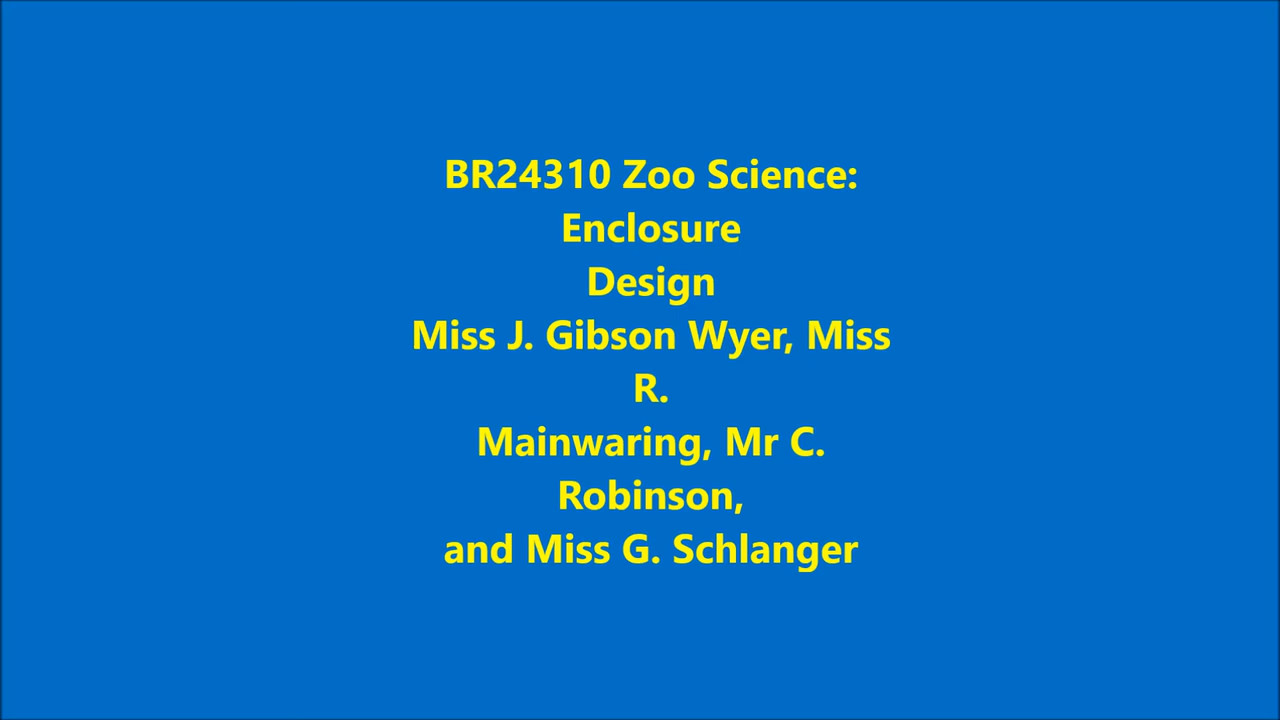 BR24310 Zoo Science:
Enclosure
Design
Miss J. Gibson Wyer, Miss
R.
Mainwaring, Mr C.
Robinson,
and Miss G. Schlanger